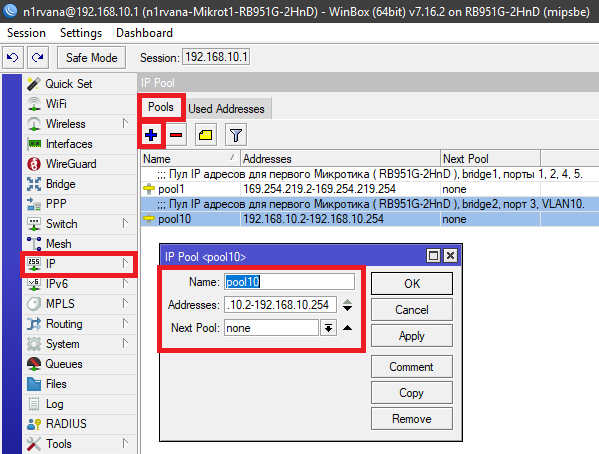 n1rvana@192.168.10.1 (n1rvana-Mikrot1-RB951G-2HnD) - WinBox (64bit) v7.16.2 on RB951G-2HnD (mipsbe)
Session Settings Dashboard
Safe Mode Session: 192.168.10.1
Quick Set
WiFi
Wireless
Interfaces
WireGuard
Bridge
PPP
Switch
Mesh
IP
IPv6
MPLS
Routing
System
Queues
Files
Log
RADIUS
Tools
IP Pool
Pools Used Addresses
Name Addresses Next Pool
;;; Пул IP адресов для первого Микротика ( RB951G-2HnD ), bridge1, порты 1, 2, 4, 5.
pool1 169.254.219.2-169.254.219.254 none
;;; Пул IP адресов для первого Микротика ( RB951G-2HnD ), bridge2, порт 3, VLAN10.
pool10 192.168.10.2-192.168.10.254 none
IP Pool <pool10>
Name: pool10
Addresses: .10.2-192.168.10.254
Next Pool: none
OK
Cancel
Apply
Comment
Copy
Remove